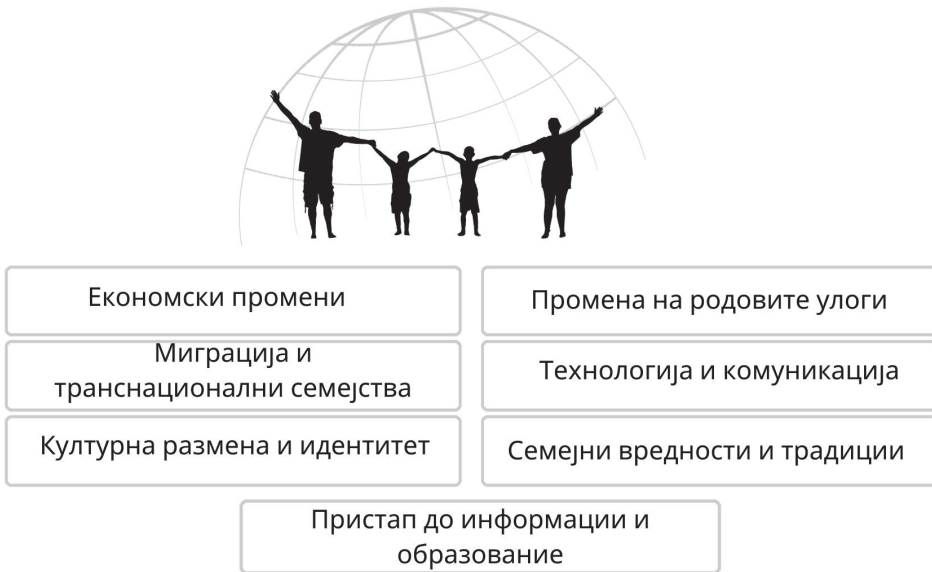 Економски промени
Промена на родовите улоги
Миграција и
транснационални семејства
Технологија и комуникација
Културна размена и идентитет
Семејни вредности и традиции
Пристап до информации и
образование